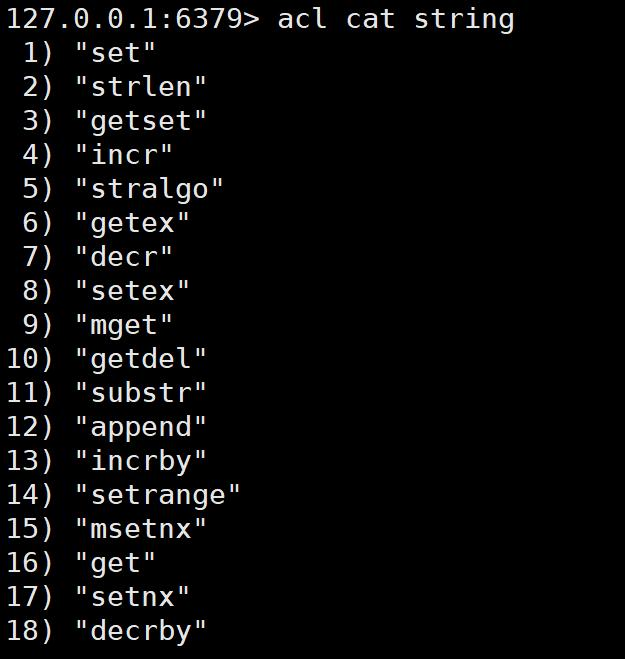 127.0.0.1:6379> acl cat string
 1) "set"
 2) "strlen"
 3) "getset"
 4) "incr"
 5) "stralgo"
 6) "getex"
 7) "decr"
 8) "setex"
 9) "mget"
10) "getdel"
11) "substr"
12) "append"
13) "incrby"
14) "setrange"
15) "msetnx"
16) "get"
17) "setnx"
18) "decrby"